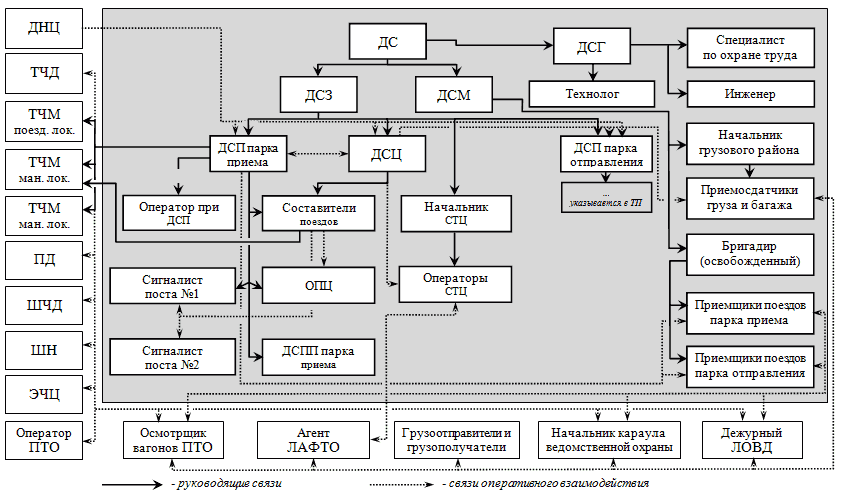 ДНЦ
ТЧД
ТЧМ
поезд. лок.
ТЧМ
ман. лок.
ТЧМ
ман. лок.
ПД
ШЧД
ШН
ЭЧЦ
Оператор
ПТО
ДС
ДСГ
Специалист
по охране труда
ДСЗ
ДСМ
Технолог
Инженер
ДСП парка
приема
ДСЦ
ДСП парка
отправления
Начальник
грузового района
Оператор при
ДСП
Составители
поездов
Начальник
СТЦ
...
указывается в ТП
Приемосдатчики
груза и багажа
Бригадир
(освобожденный)
Сигналист
поста №1
ОПЦ
Операторы
СТЦ
Приемщики поездов
парка приема
Сигналист
поста №2
ДСПП парка
приема
Приемщики поездов
парка отправления
Осмотрщик
вагонов ПТО
Агент
ЛАФТО
Грузоотправители и
грузополучатели
Начальник караула
ведомственной охраны
Дежурный
ЛОВД
- руководящие связи
- связи оперативного взаимодействия